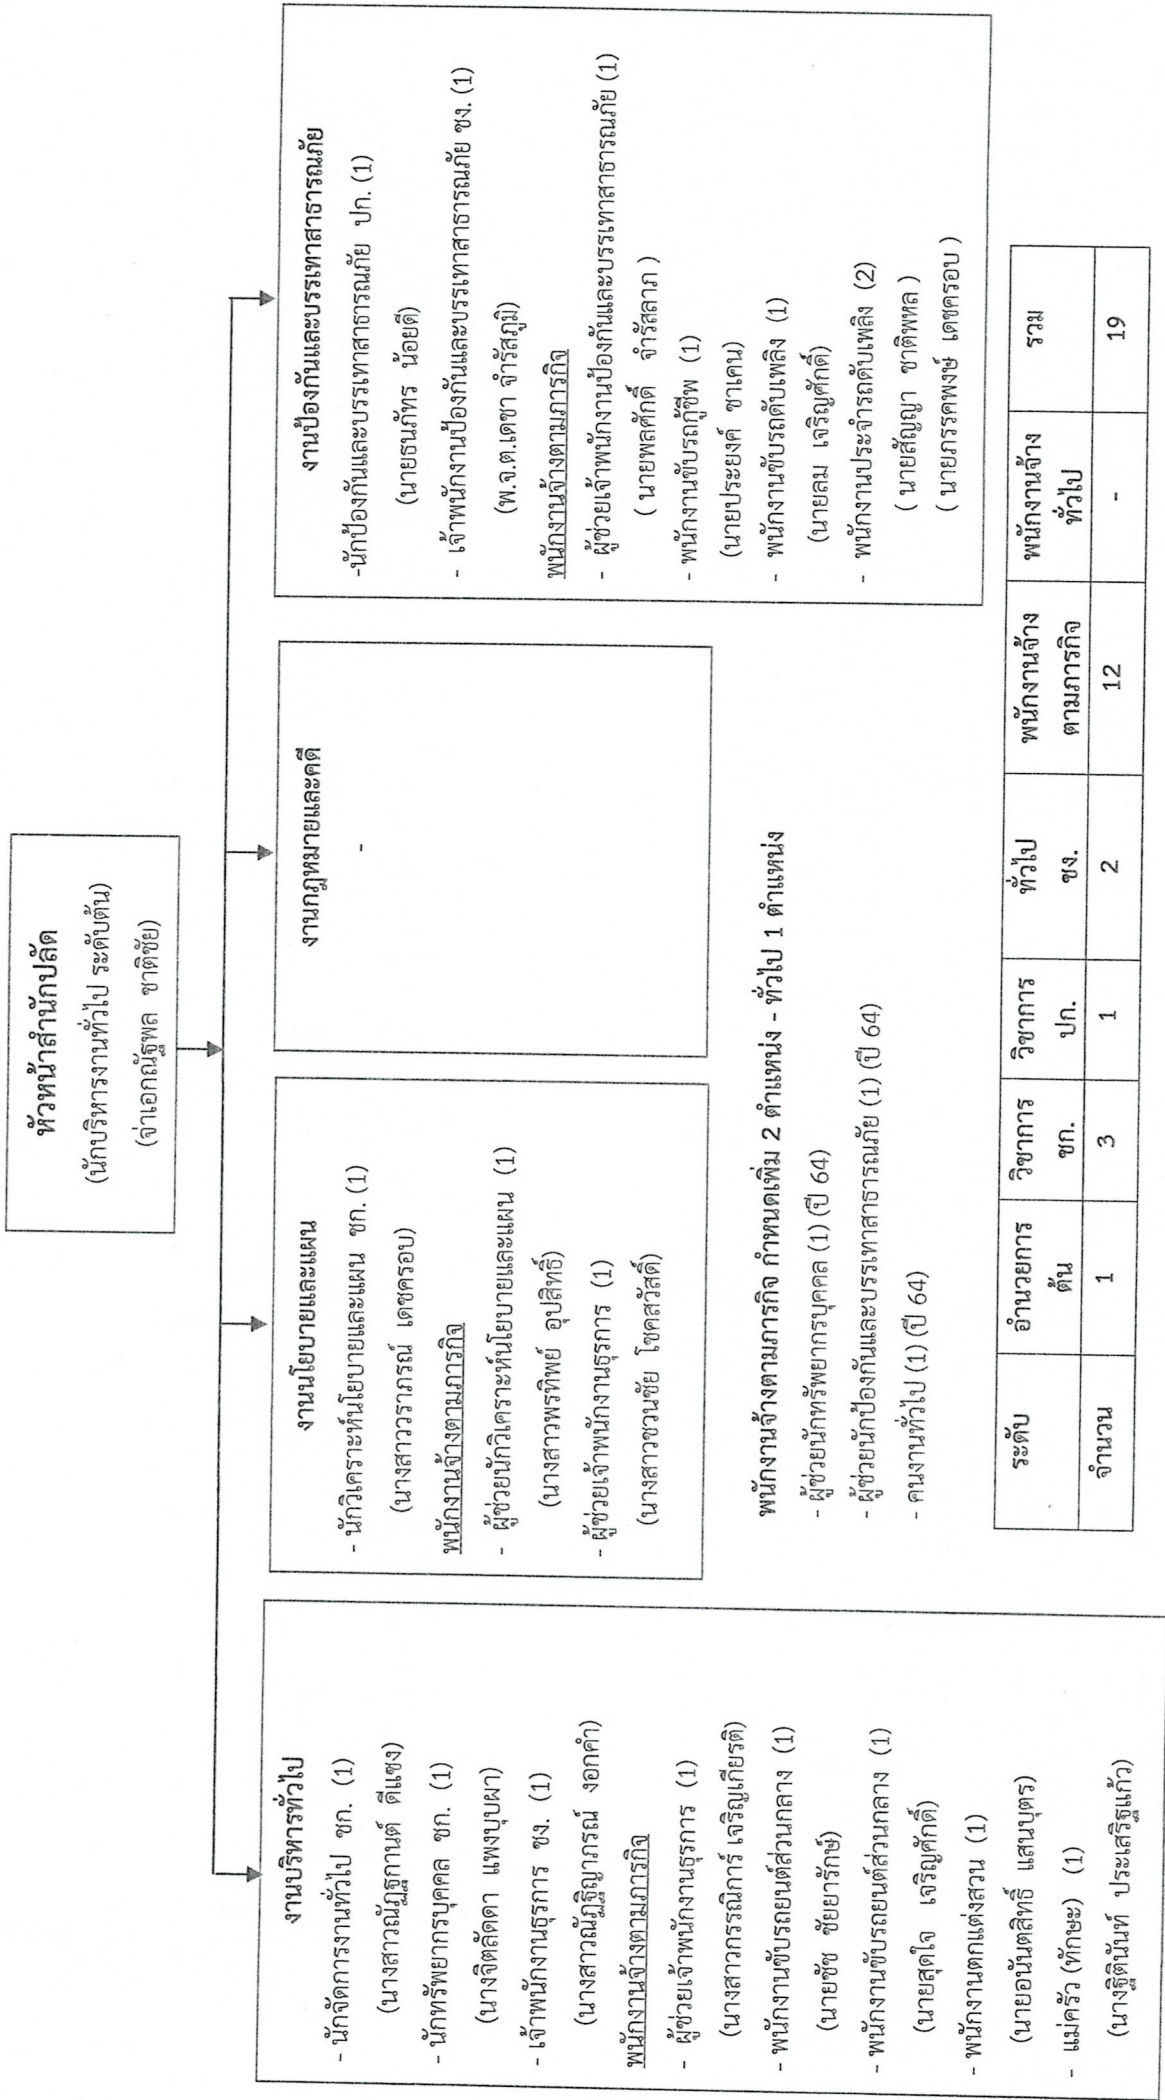 หัวหน้าสำนักปลัด
(นักบริหารงานทั่วไป ระดับต้น)
(จ่าเอกณัฐพล ชาติชัย)
งานบริหารทั่วไป
- นักจัดการงานทั่วไป ชก. (1)
(นางสาวณัฏฐกานต์ ดีแซง)
- นักทรัพยากรบุคคล ชก. (1)
(นางจิตลัดดา แพงบุบผา)
- เจ้าพนักงานธุรการ ชง. (1)
(นางสาวณัฏฐิญาภรณ์ งอกคำ)
พนักงานจ้างตามภารกิจ
- ผู้ช่วยเจ้าพนักงานธุรการ (1)
(นางสาวกรรณิการ์ เจริญเกียรติ)
- พนักงานขับรถยนต์ส่วนกลาง (1)
(นายชัช ชัยยารักษ์)
- พนักงานขับรถยนต์ส่วนกลาง (1)
(นายสุดใจ เจริญศักดิ์)
- พนักงานตกแต่งสวน (1)
(นายอนันตสิทธิ์ แสนบุตร)
- แม่ครัว (ทักษะ) (1)
(นางฐิตินันท์ ประเสริฐแก้ว)
งานนโยบายและแผน
- นักวิเคราะห์นโยบายและแผน ชก. (1)
(นางสาววราภรณ์ เดชครอบ)
พนักงานจ้างตามภารกิจ
- ผู้ช่วยนักวิเคราะห์นโยบายและแผน (1)
(นางสาวพรทิพย์ อุปสิทธิ์)
- ผู้ช่วยเจ้าพนักงานธุรการ (1)
(นางสาวชวนชัย โชคสวัสดิ์)
งานกฎหมายและคดี
-
งานป้องกันและบรรเทาสาธารณภัย
-นักป้องกันและบรรเทาสาธารณภัย ปก. (1)
(นายธนภัทร น้อยดี)
- เจ้าพนักงานป้องกันและบรรเทาสาธารณภัย ชง. (1)
(พ.จ.ต.เดชา จำรัสภูมิ)
พนักงานจ้างตามภารกิจ
- ผู้ช่วยเจ้าพนักงานป้องกันและบรรเทาสาธารณภัย (1)
( นายพลศักดิ์ จำรัสลาภ )
- พนักงานขับรถกู้ชีพ (1)
(นายประยงค์ ชาเคน)
- พนักงานขับรถดับเพลิง (1)
(นายลม เจริญศักดิ์)
- พนักงานประจำรถดับเพลิง (2)
( นายสัญญา ชาติพหล )
( นายภรรคพงษ์ เดชครอบ )
พนักงานจ้างตามภารกิจ กำหนดเพิ่ม 2 ตำแหน่ง - ทั่วไป 1 ตำแหน่ง
- ผู้ช่วยนักทรัพยากรบุคคล (1) (ปี 64)
- ผู้ช่วยนักป้องกันและบรรเทาสาธารณภัย (1) (ปี 64)
- คนงานทั่วไป (1) (ปี 64)
ระดับ อำนวยการ ต้น วิชาการ ชก. วิชาการ ปก. ทั่วไป ชง. พนักงานจ้าง ตามภารกิจ พนักงานจ้าง ทั่วไป รวม
จำนวน 1 3 1 2 12 - 19